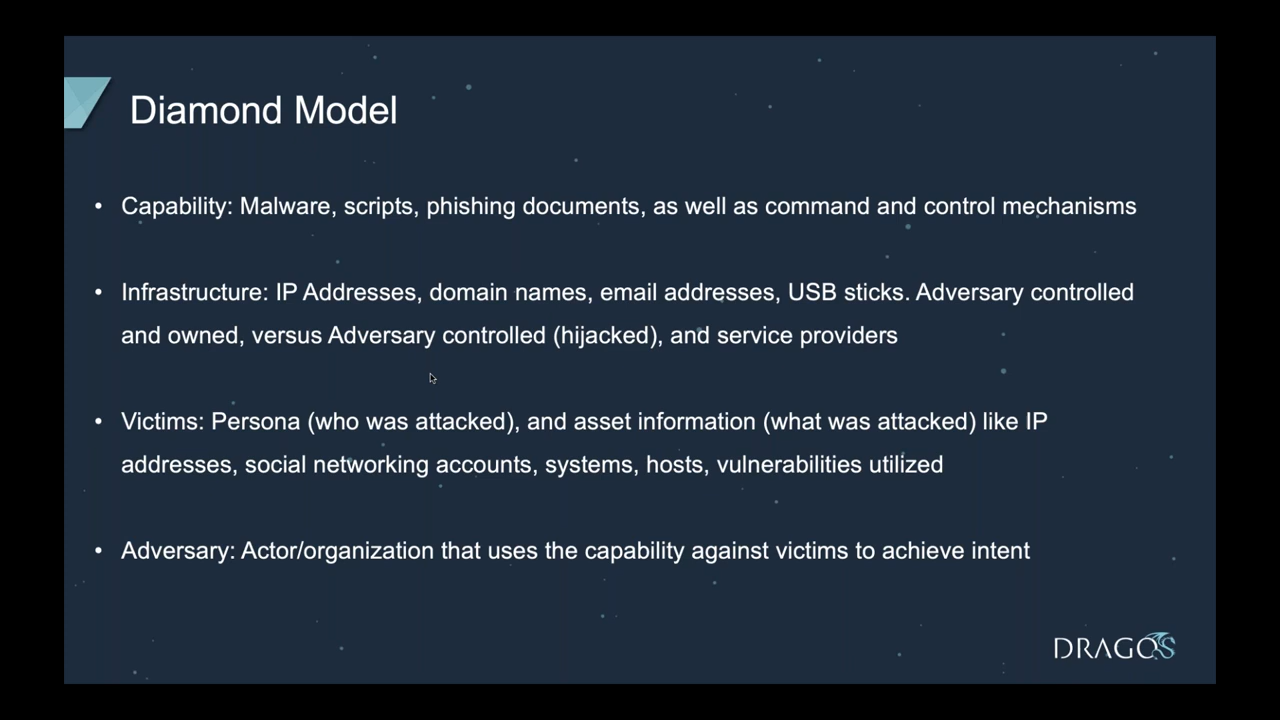 Diamond Model
• Capability: Malware, scripts, phishing documents, as well as command and control mechanisms
• Infrastructure: IP Addresses, domain names, email addresses, USB sticks. Adversary controlled
and owned, versus Adversary controlled (hijacked), and service providers
• Victims: Persona (who was attacked), and asset information (what was attacked) like IP
addresses, social networking accounts, systems, hosts, vulnerabilities utilized
• Adversary: Actor/organization that uses the capability against victims to achieve intent
DRAGOS